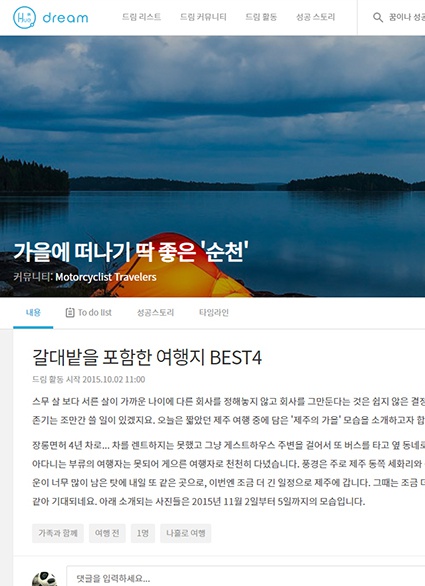 dream
드림 리스트 드림 커뮤니티 드림 활동 성공 스토리 꿈이나 성공
가을에 떠나기 딱 좋은 '순천'
커뮤니티: Motorcyclist Travelers
내용 To do list 성공스토리 타임라인
갈대밭을 포함한 여행지 BEST4
드림 활동 시작 2015.10.02 11:00
스무 살 보다 서른 살이 가까운 나이에 다른 회사를 정해놓지 않고 회사를 그만둔다는 것은 쉽지 않은 결정
존기는 조만간 쓸 일이 있겠지요. 오늘은 짧았던 제주 여행 중에 담은 '제주의 가을' 모습을 소개하고자 합
장롱면허 4년 차로... 차를 렌트하지는 못했고 그냥 게스트하우스 주변을 걸어서 또 버스를 타고 옆 동네로
아다니는 부류의 여행자는 못되어 게으른 여행자로 천천히 다녔습니다. 풍경은 주로 제주 동쪽 세화리와
운이 너무 많이 남은 탓에 내일 또 같은 곳으로, 이번엔 조금 더 긴 일정으로 제주에 갑니다. 그때는 조금 더
같아 기대되네요. 아래 소개되는 사진들은 2015년 11월 2일부터 5일까지의 모습입니다.
가족과 함께 여행 전 1명 나홀로 여행
댓글을 입력하세요...